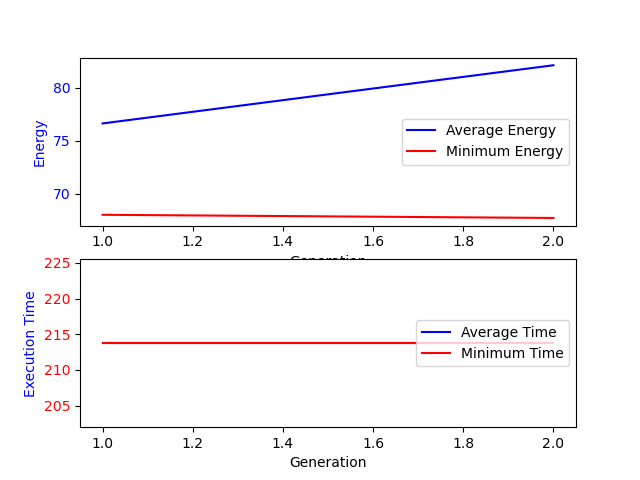 80
75
70
Energy
Average Energy
Minimum Energy
1.0 1.2 1.4 1.6 1.8 2.0
Generation
225
220
215
210
205
Execution Time
Average Time
Minimum Time
1.0 1.2 1.4 1.6 1.8 2.0
Generation